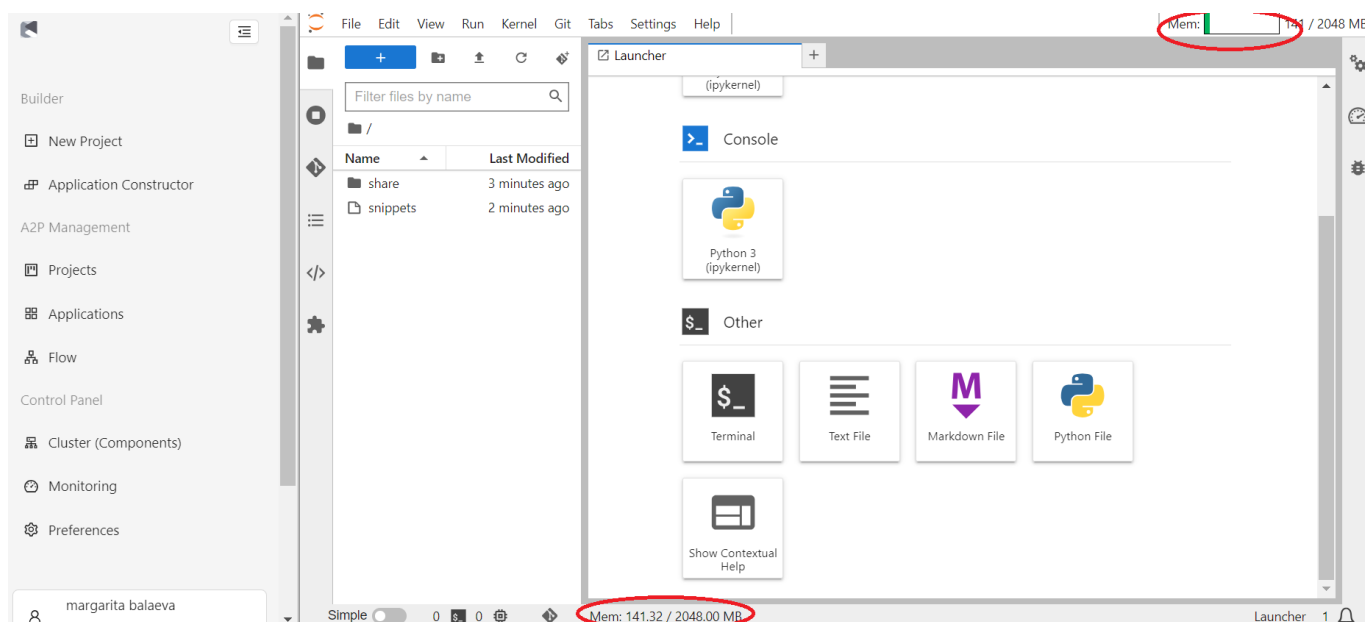 File Edit View Run Kernel Git Tabs Settings Help
Mem: 141 / 2048 MB
Builder
New Project
Application Constructor
A2P Management
Projects
Applications
Flow
Control Panel
Cluster (Components)
Monitoring
Preferences
margarita balaeva
+
Filter files by name
/
Name Last Modified
share 3 minutes ago
snippets 2 minutes ago
</>
Launcher +
(ipykernel)
Console
Python 3
(ipykernel)
$_ Other
$_
M
Terminal Text File Markdown File Python File
Show Contextual
Help
Simple 0 $_ 0 Mem: 141.32 / 2048.00 MB Launcher 1